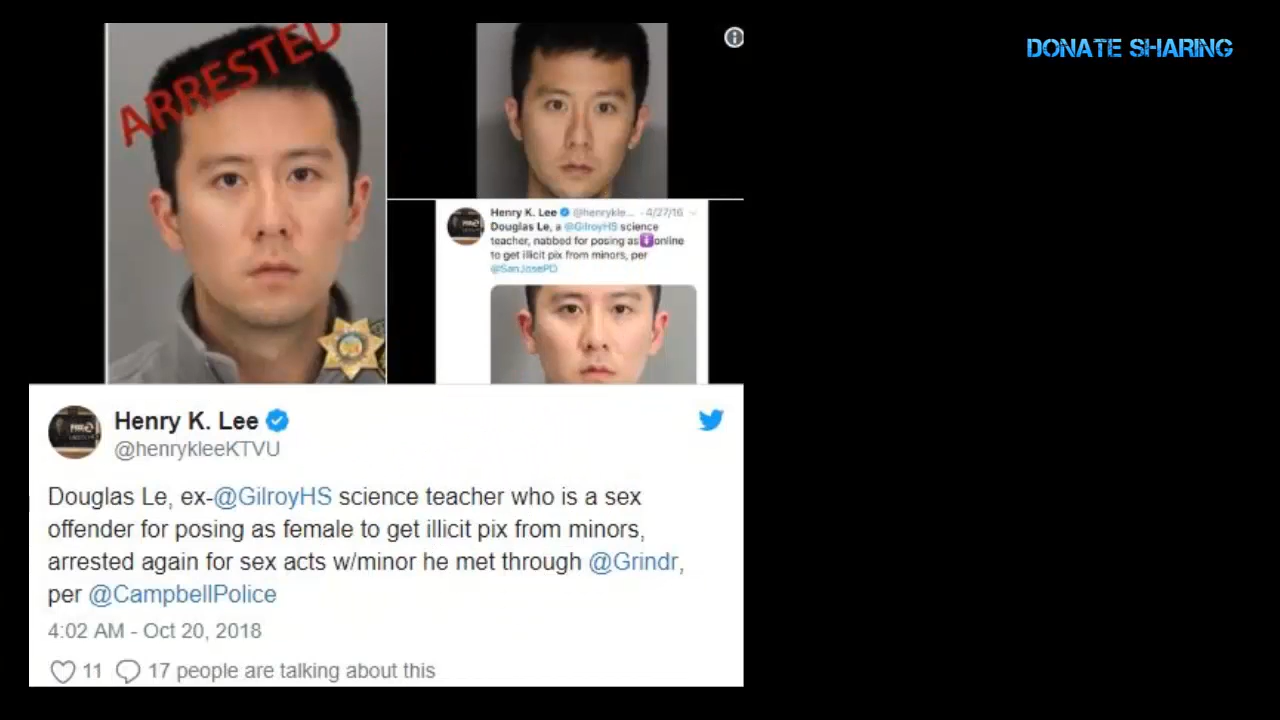 ARRESTED
DONATE SHARING
Henry K. Lee @henrykle... · 4/27/16
Douglas Le, a @GilroyHS science
teacher, nabbed for posing as online
to get illicit pix from minors, per
@SanJosePD
Henry K. Lee
@henrykleeKTVU
Douglas Le, ex-@GilroyHS science teacher who is a sex
offender for posing as female to get illicit pix from minors,
arrested again for sex acts w/minor he met through @Grindr,
per @CampbellPolice
4:02 AM - Oct 20, 2018
11 17 people are talking about this